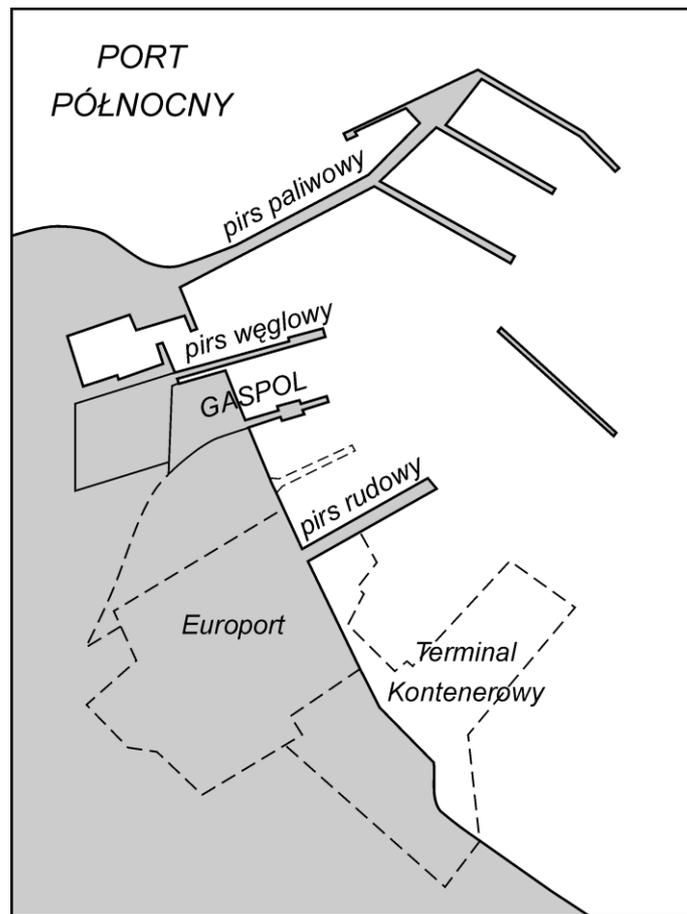 PORT
PÓŁNOCNY
pirs paliwowy
pirs węglowy
GASPOL
pirs rudowy
Europort
Terminal
Kontenerowy